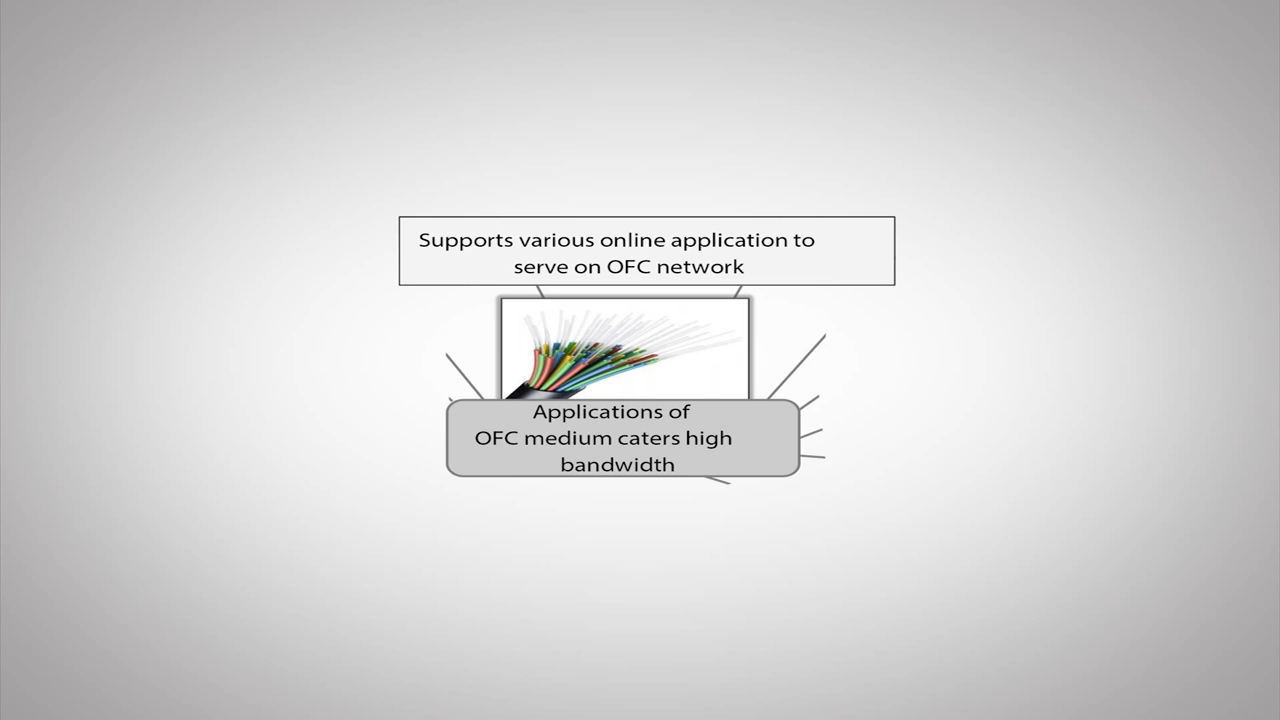 Supports various online application to
serve on OFC network
Applications of
OFC medium caters high
bandwidth